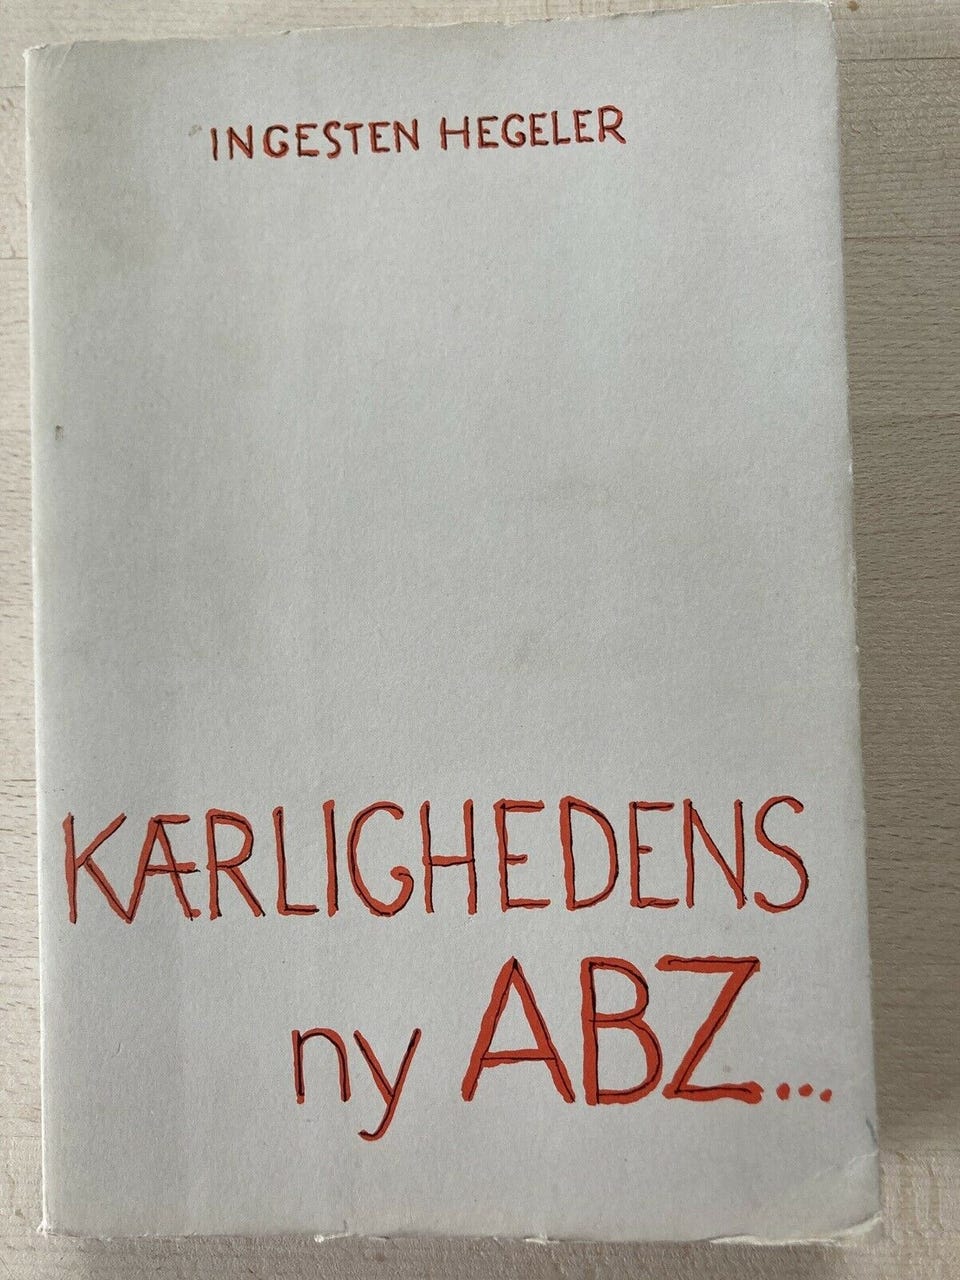 INGESTEN HEGELER
KÆRLIGHEDENS
ny ABZ...